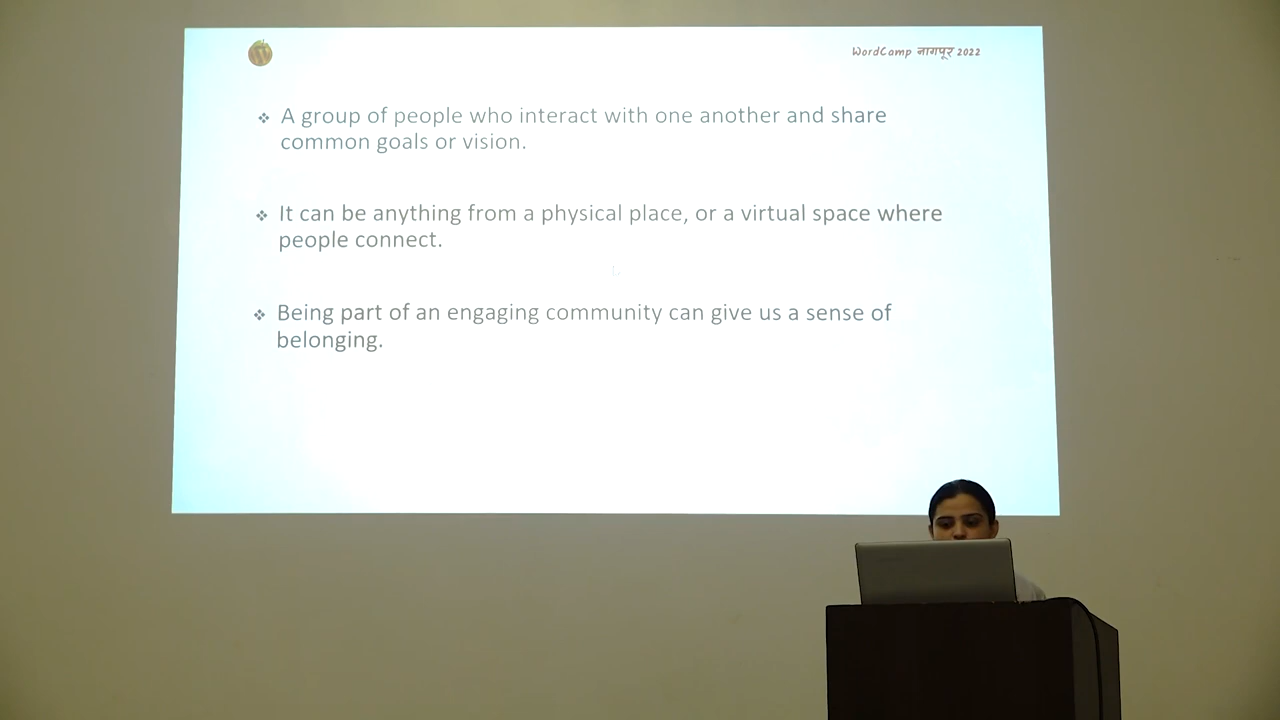 WordCamp नागपूर 2022
❖ A group of people who interact with one another and share
common goals or vision.
❖ It can be anything from a physical place, or a virtual space where
people connect.
❖ Being part of an engaging community can give us a sense of
belonging.